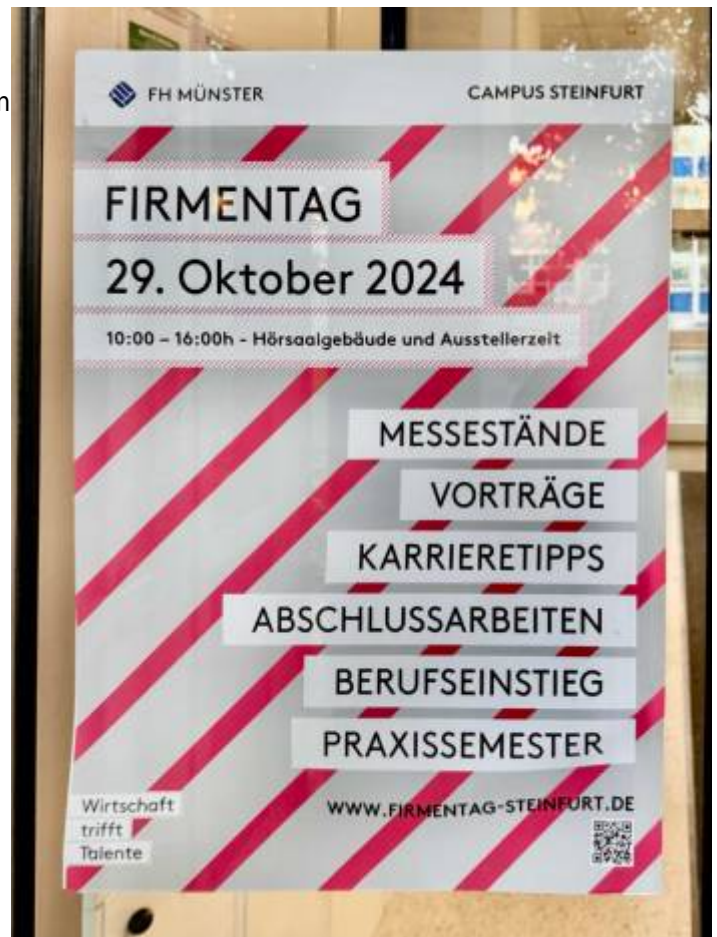 FH MÜNSTER
CAMPUS STEINFURT
FIRMENTAG
29. Oktober 2024
10:00 – 16:00h - Hörsaalgebäude und Ausstellerzelt
MESSESTÄNDE
VORTRÄGE
KARRIERETIPPS
ABSCHLUSSARBEITEN
BERUFSEINSTIEG
PRAXISSEMESTER
Wirtschaft
trifft
Talente
WWW.FIRMENTAG-STEINFURT.DE